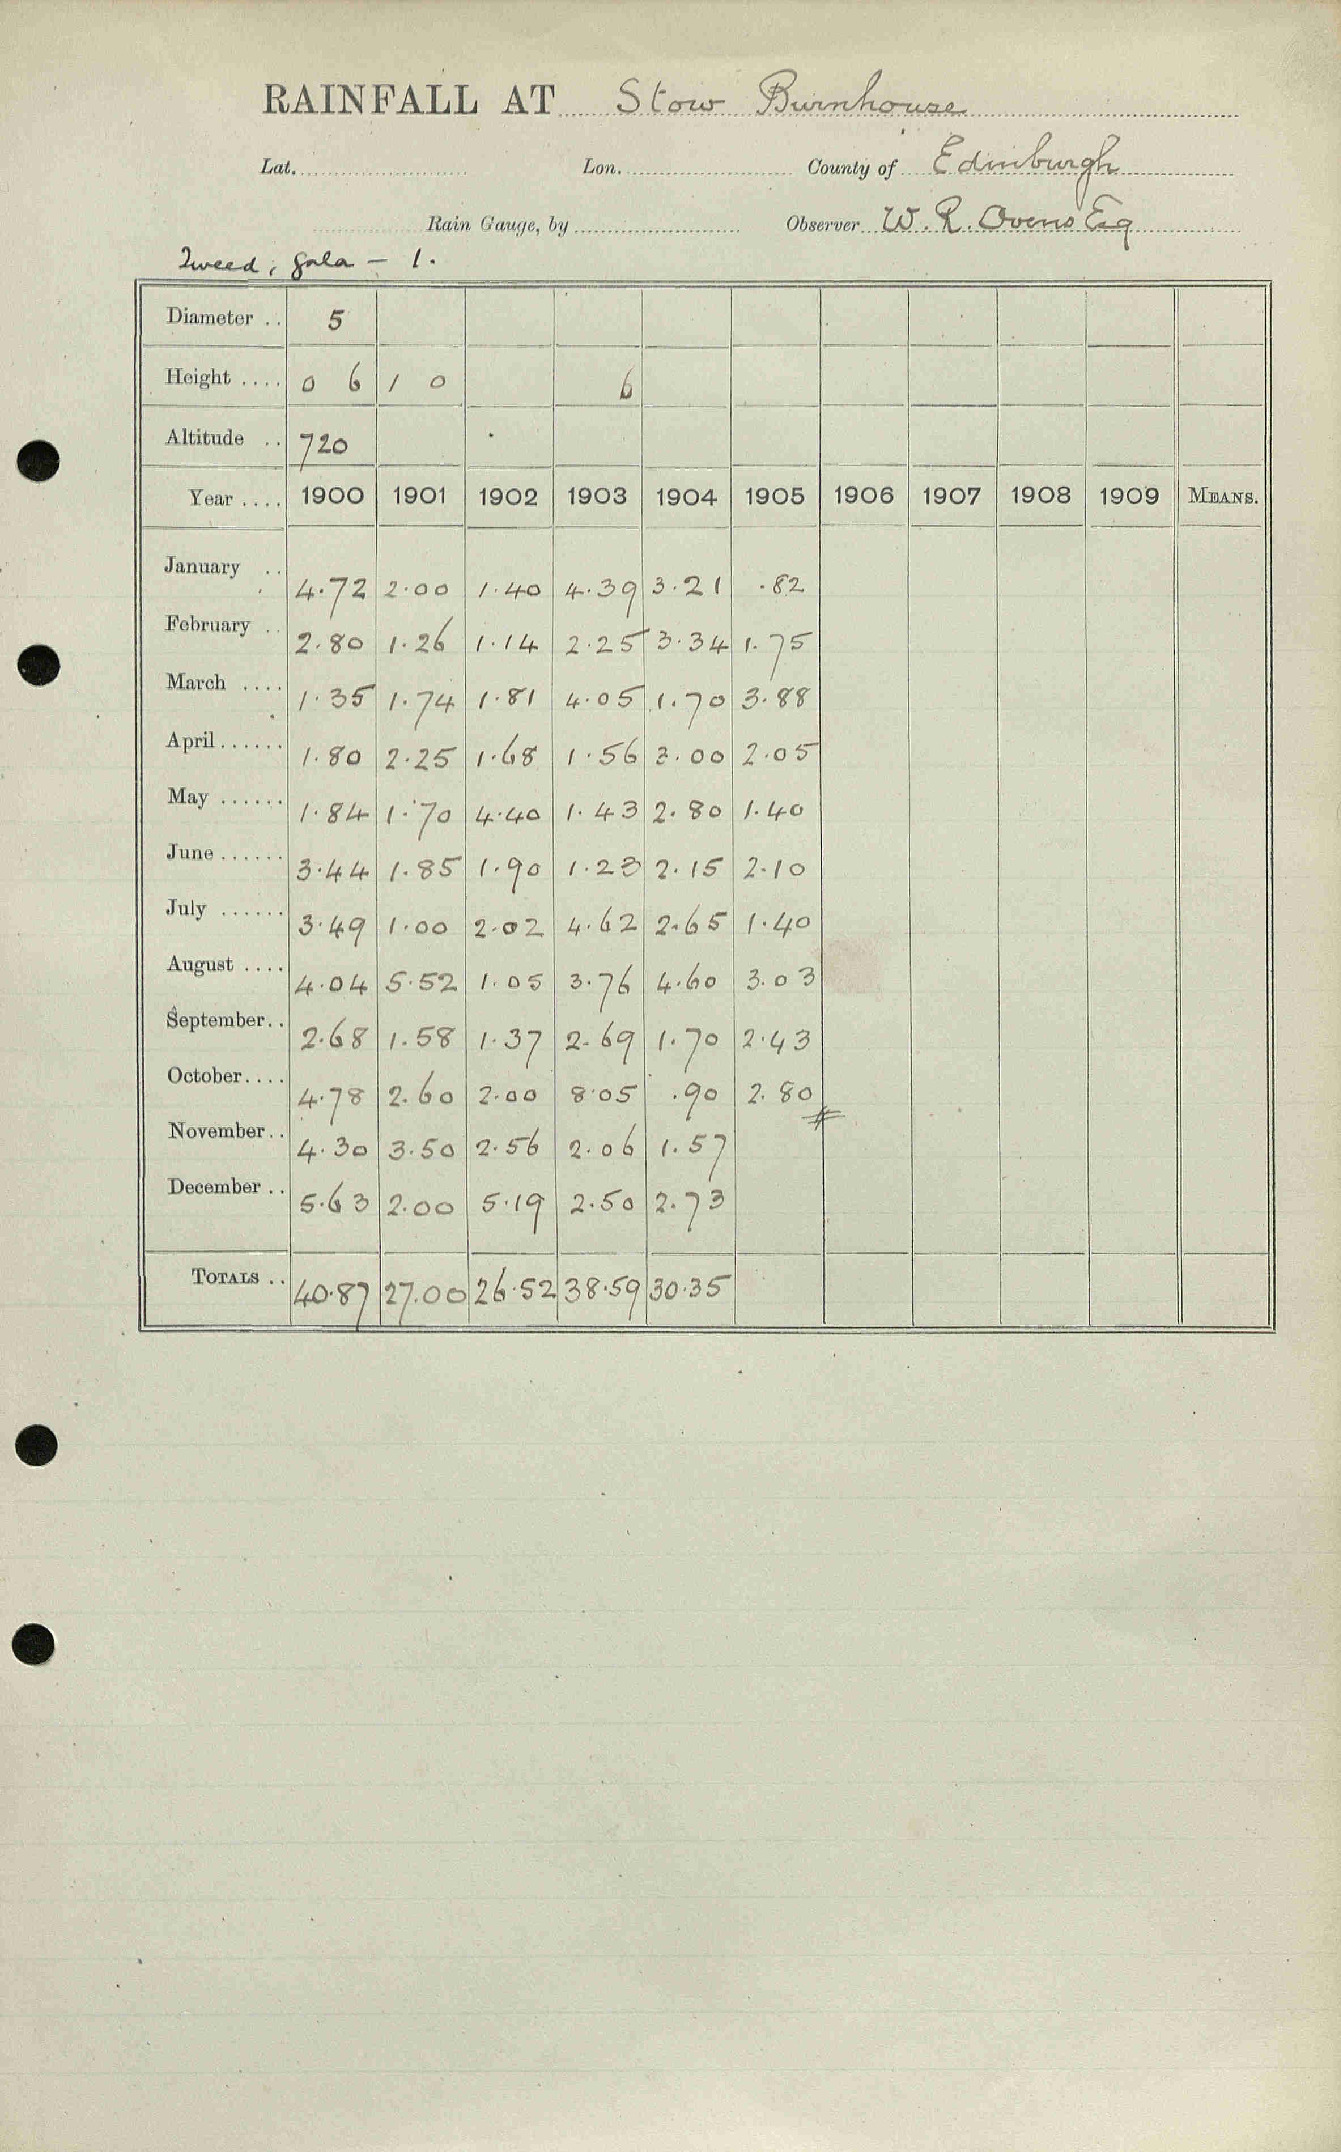 RAINFALL AT Stow Burnhouse
Lat. Lon. County of Edinburgh
Rain Gauge, by Observer W. R. Ovens Esq
Tweed, Gala — 1.
Diameter .. 5
Height .... 0 6 1 0 6
Altitude .. 720
Year .... 1900 1901 1902 1903 1904 1905 1906 1907 1908 1909 MEANS.
January .. 4.72 2.00 1.40 4.39 3.21 .82
February .. 2.80 1.26 1.14 2.25 3.34 1.75
March .... 1.35 1.74 1.81 4.05 1.70 3.88
April ...... 1.80 2.25 1.68 1.56 3.00 2.05
May ...... 1.84 1.70 4.40 1.43 2.80 1.40
June ...... 3.44 1.85 1.90 1.23 2.15 2.10
July ...... 3.49 1.00 2.02 4.62 2.65 1.40
August .... 4.04 5.52 1.05 3.76 4.60 3.03
September .. 2.68 1.58 1.37 2.69 1.70 2.43
October .... 4.78 2.60 2.00 8.05 .90 2.80
November .. 4.30 3.50 2.56 2.06 1.57
December .. 5.63 2.00 5.19 2.50 2.73
TOTALS .. 40.87 27.00 26.52 38.59 30.35